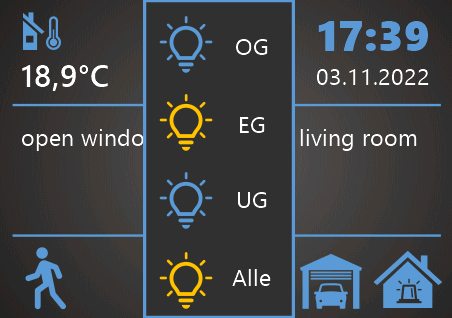 18,9°C
17:39
03.11.2022
open windo
living room
OG
EG
UG
Alle